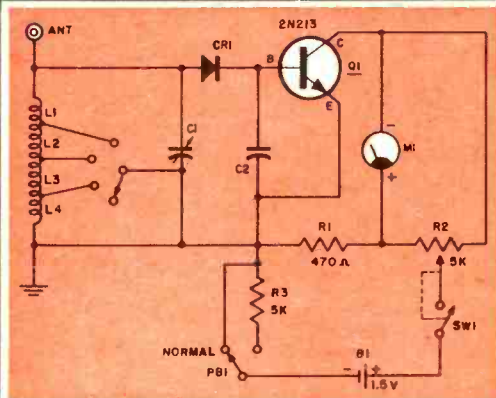 2N213
ANT
CR1
B
C
E
Q1
L1
L2
L3
L4
C1
C2
-
M1
+
R1
470Ω
R2
5K
R3
5K
SW1
NORMAL
PB1
- B1 +
1.5V